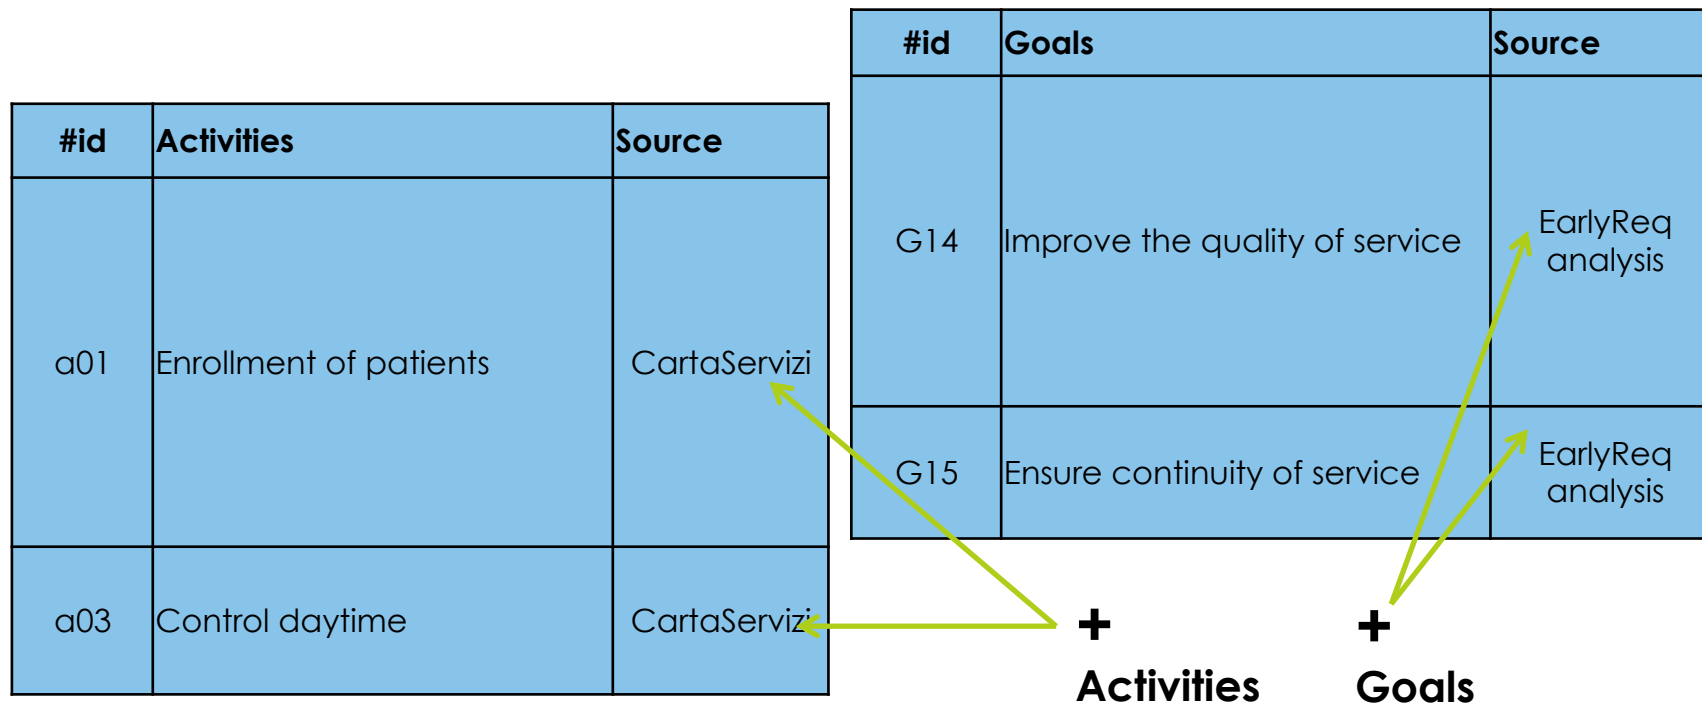 #id Activities Source
a01 Enrollment of patients CartaServizi
a03 Control daytime CartaServizi
#id Goals Source
G14 Improve the quality of service EarlyReq
analysis
G15 Ensure continuity of service EarlyReq
analysis
+
Activities
+
Goals